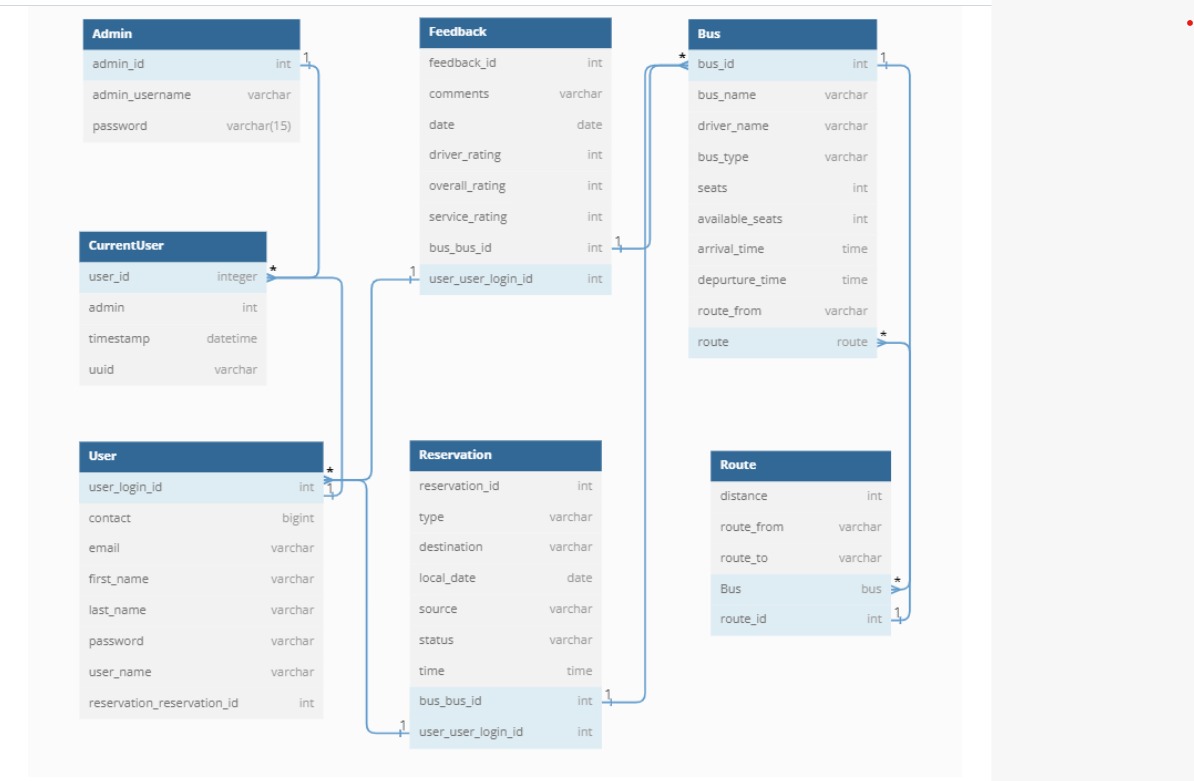 Admin
admin_id int
admin_username varchar
password varchar(15)
1
Feedback
feedback_id int
comments varchar
date date
driver_rating int
overall_rating int
service_rating int
bus_bus_id int
user_user_login_id int
1
1
Bus
bus_id int
bus_name varchar
driver_name varchar
bus_type varchar
seats int
available_seats int
arrival_time time
depurture_time time
route_from varchar
route route
*
1
*
CurrentUser
user_id integer
admin int
timestamp datetime
uuid varchar
*
User
user_login_id int
contact bigint
email varchar
first_name varchar
last_name varchar
password varchar
user_name varchar
reservation_reservation_id int
*
1
Reservation
reservation_id int
type varchar
destination varchar
local_date date
source varchar
status varchar
time time
bus_bus_id int
user_user_login_id int
1
1
Route
distance int
route_from varchar
route_to varchar
Bus bus
route_id int
*
1